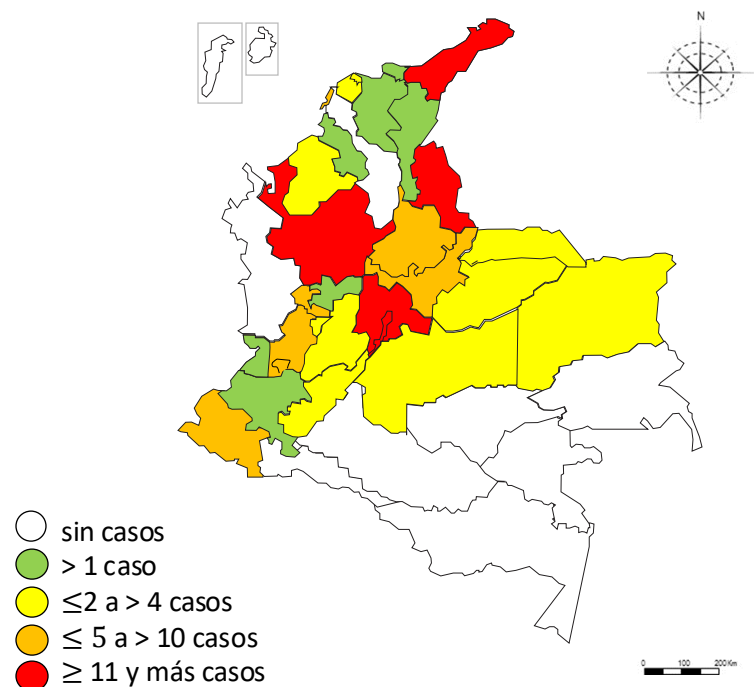 N
sin casos
> 1 caso
≤2 a > 4 casos
≤ 5 a > 10 casos
≥ 11 y más casos
0 100 200 Km